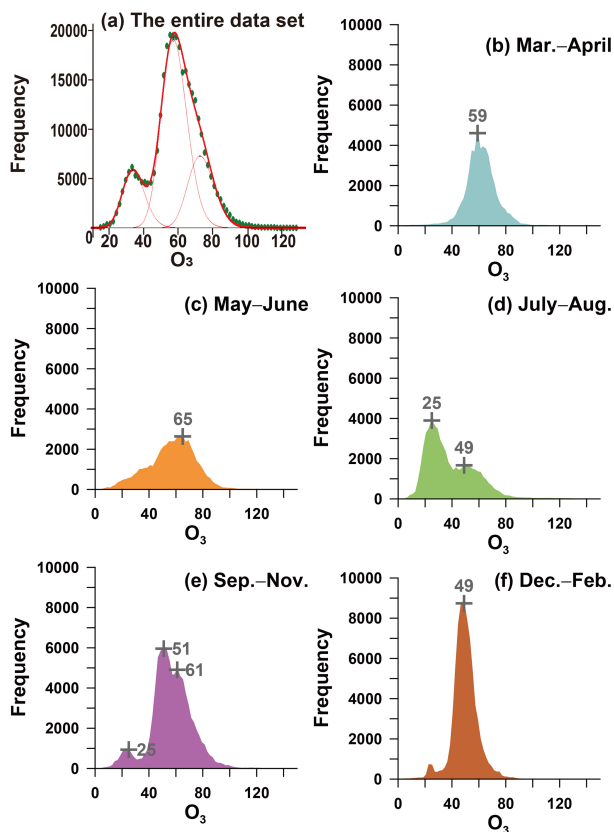 (a) The entire data set
20000
15000
10000
5000
Frequency
0 20 40 60 80 100 120
O₃
(b) Mar.–April
10000
8000
6000
4000
2000
0
Frequency
59
0 40 80 120
O₃
(c) May–June
10000
8000
6000
4000
2000
0
Frequency
65
0 40 80 120
O₃
(d) July–Aug.
10000
8000
6000
4000
2000
0
Frequency
25
49
0 40 80 120
O₃
(e) Sep.–Nov.
10000
8000
6000
4000
2000
0
Frequency
51
61
25
0 40 80 120
O₃
(f) Dec.–Feb.
10000
8000
6000
4000
2000
0
Frequency
49
0 40 80 120
O₃